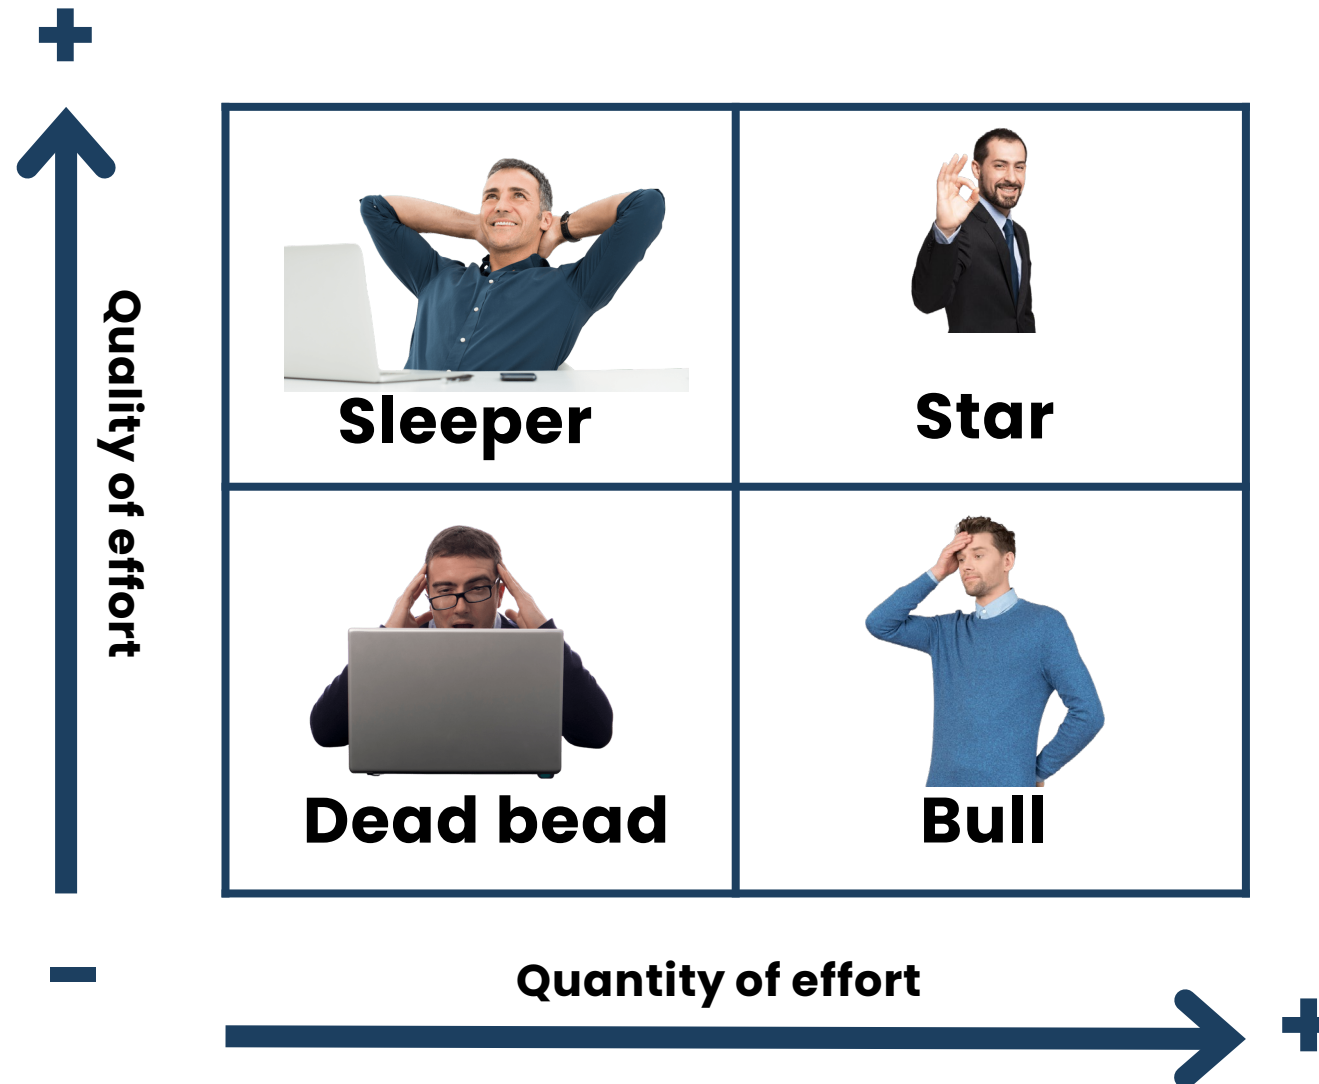 +
Quality of effort
Sleeper
Star
Dead bead
Bull
-
Quantity of effort
+